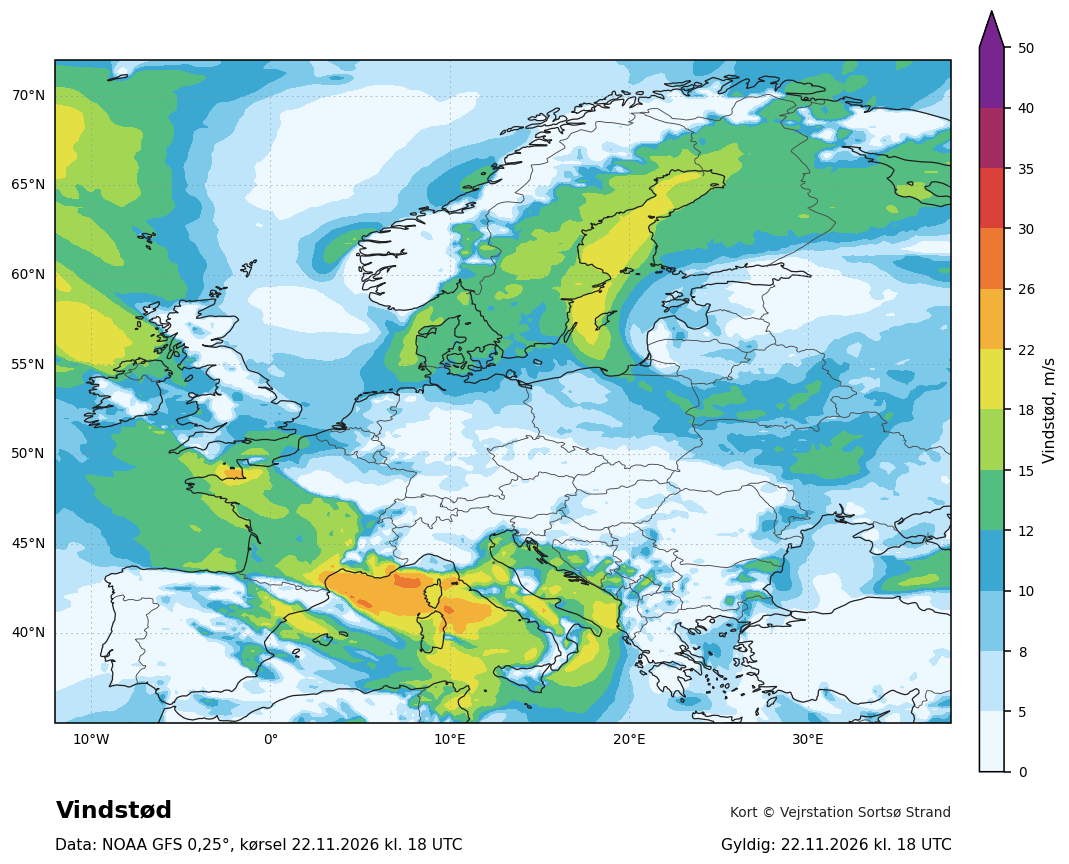 70°N
65°N
60°N
55°N
50°N
45°N
40°N
10°W
0°
10°E
20°E
30°E
50
40
35
30
26
22
18
15
12
10
8
5
0
Vindstød, m/s
Vindstød
Kort © Vejrstation Sortsø Strand
Data: NOAA GFS 0,25°, kørsel 22.11.2026 kl. 18 UTC
Gyldig: 22.11.2026 kl. 18 UTC